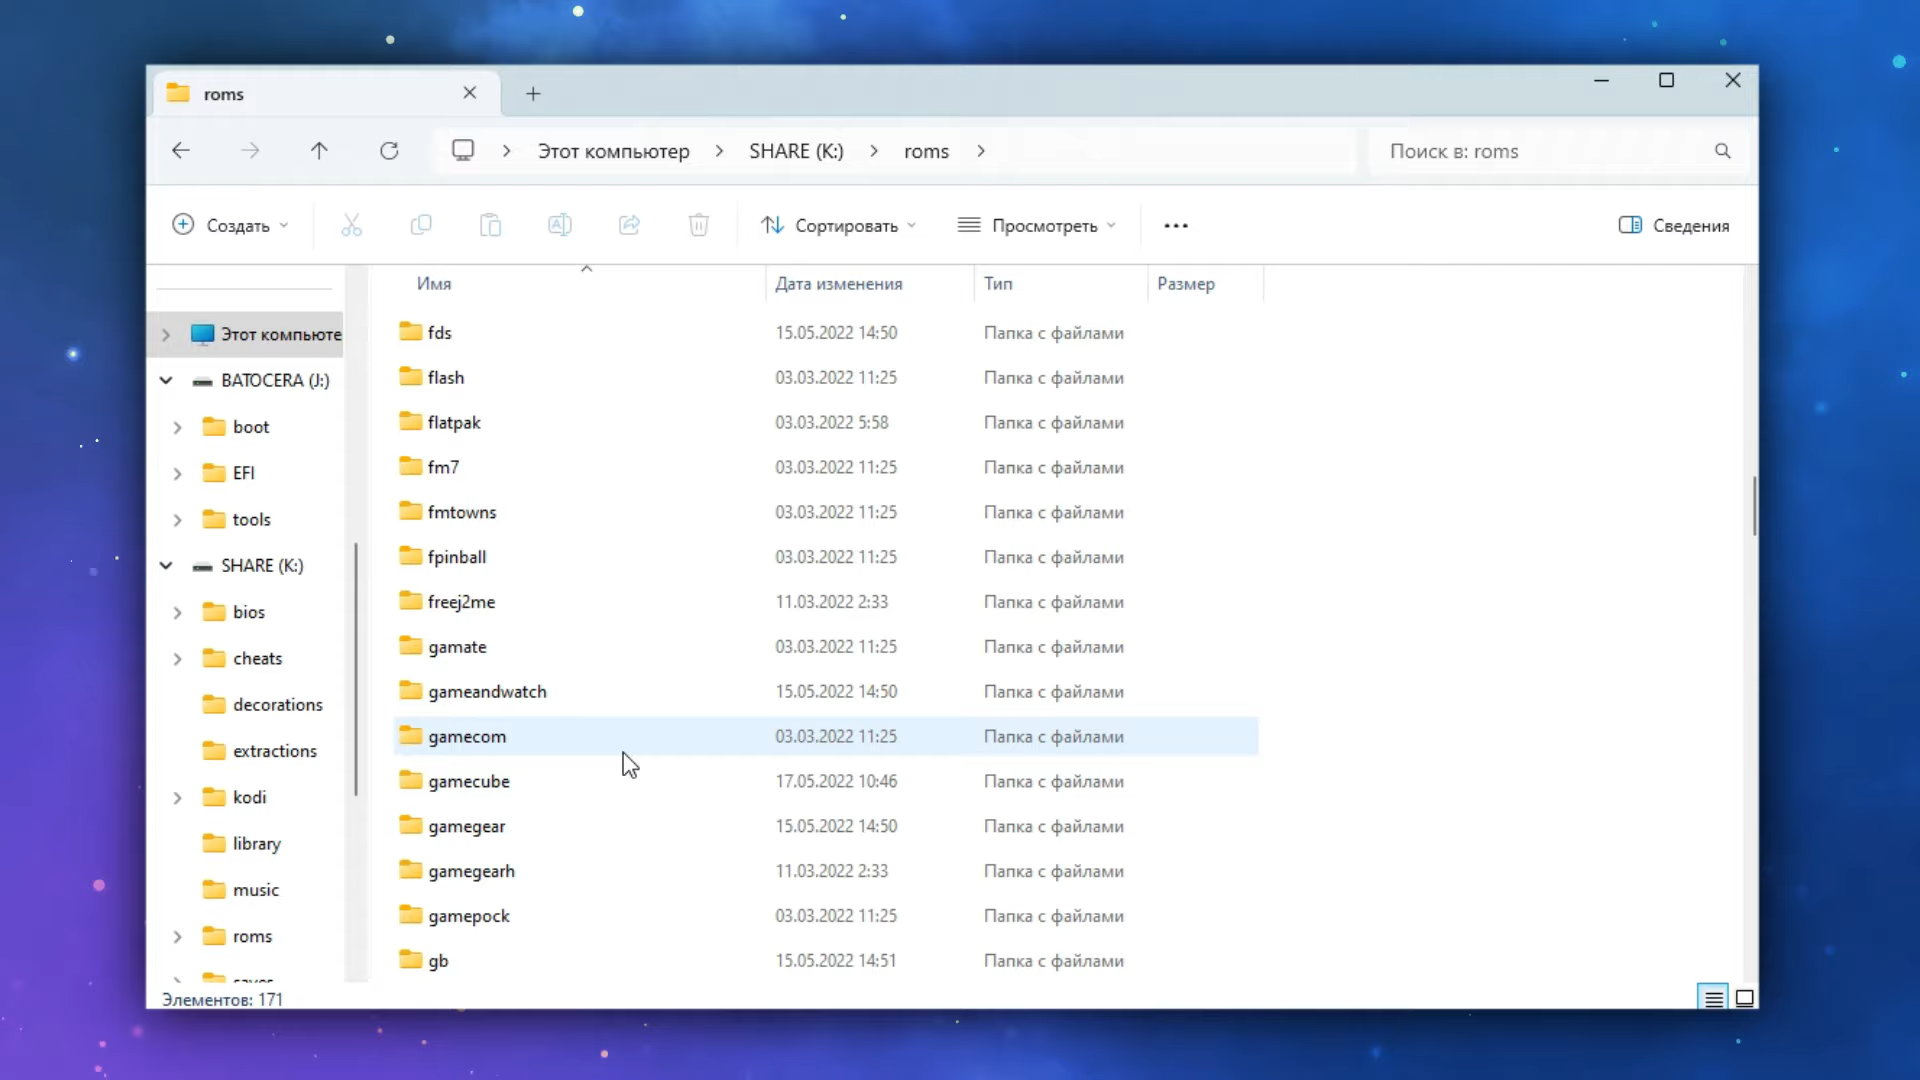 roms
Этот компьютер > SHARE (K:) > roms >
Поиск в: roms
Создать
Сортировать
Просмотреть
Сведения
Имя Дата изменения Тип Размер
Этот компьюте
BATOCERA (J:)
boot
EFI
tools
SHARE (K:)
bios
cheats
decorations
extractions
kodi
library
music
roms
saves
fds 15.05.2022 14:50 Папка с файлами
flash 03.03.2022 11:25 Папка с файлами
flatpak 03.03.2022 5:58 Папка с файлами
fm7 03.03.2022 11:25 Папка с файлами
fmtowns 03.03.2022 11:25 Папка с файлами
fpinball 03.03.2022 11:25 Папка с файлами
freej2me 11.03.2022 2:33 Папка с файлами
gamate 03.03.2022 11:25 Папка с файлами
gameandwatch 15.05.2022 14:50 Папка с файлами
gamecom 03.03.2022 11:25 Папка с файлами
gamecube 17.05.2022 10:46 Папка с файлами
gamegear 15.05.2022 14:50 Папка с файлами
gamegearh 11.03.2022 2:33 Папка с файлами
gamepock 03.03.2022 11:25 Папка с файлами
gb 15.05.2022 14:51 Папка с файлами
Элементов: 171